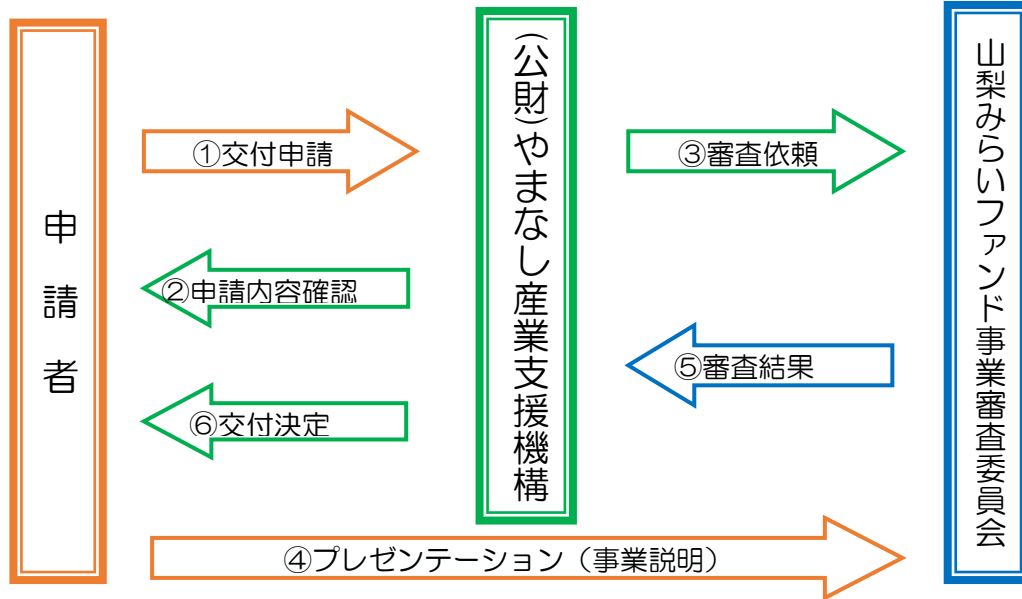 申請者
①交付申請
②申請内容確認
⑥交付決定
(公財)やまなし産業支援機構
③審査依頼
⑤審査結果
④プレゼンテーション（事業説明）
山梨みらいファンド事業審査委員会